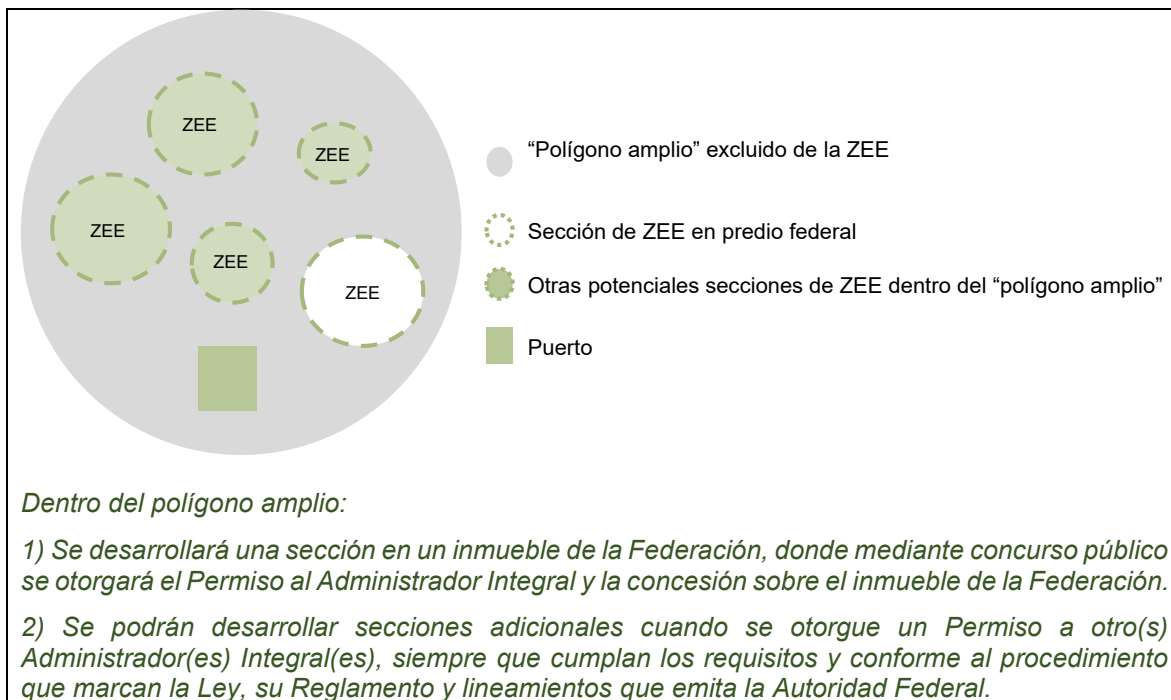 ZEE
ZEE
ZEE
ZEE
ZEE
“Polígono amplio” excluido de la ZEE
Sección de ZEE en predio federal
Otras potenciales secciones de ZEE dentro del “polígono amplio”
Puerto
Dentro del polígono amplio:
1) Se desarrollará una sección en un inmueble de la Federación, donde mediante concurso público
se otorgará el Permiso al Administrador Integral y la concesión sobre el inmueble de la Federación.
2) Se podrán desarrollar secciones adicionales cuando se otorgue un Permiso a otro(s)
Administrador(es) Integral(es), siempre que cumplan los requisitos y conforme al procedimiento
que marcan la Ley, su Reglamento y lineamientos que emita la Autoridad Federal.